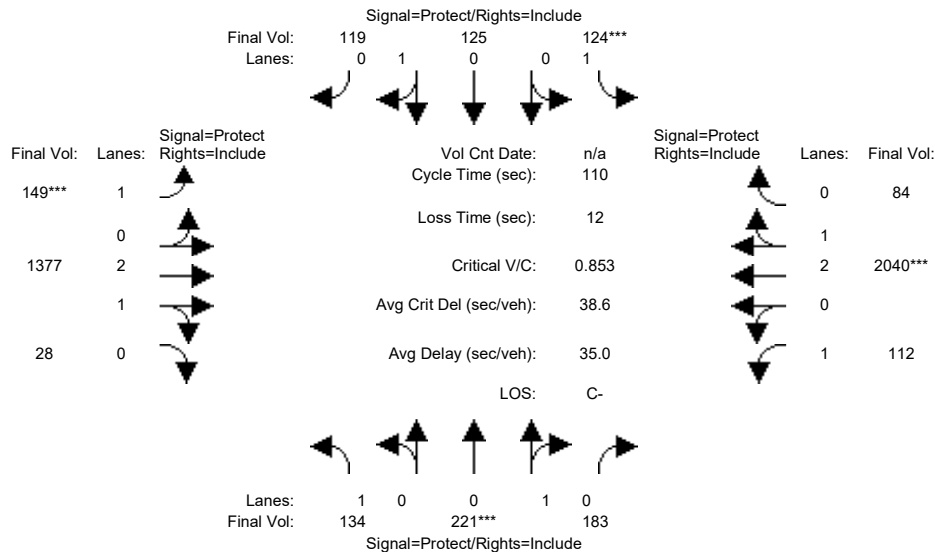 Signal=Protect/Rights=Include
Final Vol: 119 125 124***
Lanes: 0 1 0 0 1
Signal=Protect
Final Vol: Lanes: Rights=Include
Vol Cnt Date: n/a
Signal=Protect
Rights=Include Lanes: Final Vol:
Cycle Time (sec): 110
149*** 1
0 84
Loss Time (sec): 12
0
1
1377 2
Critical V/C: 0.853
2 2040***
1
Avg Crit Del (sec/veh): 38.6
0
28 0
Avg Delay (sec/veh): 35.0
1 112
LOS: C-
Lanes: 1 0 0 1 0
Final Vol: 134 221*** 183
Signal=Protect/Rights=Include